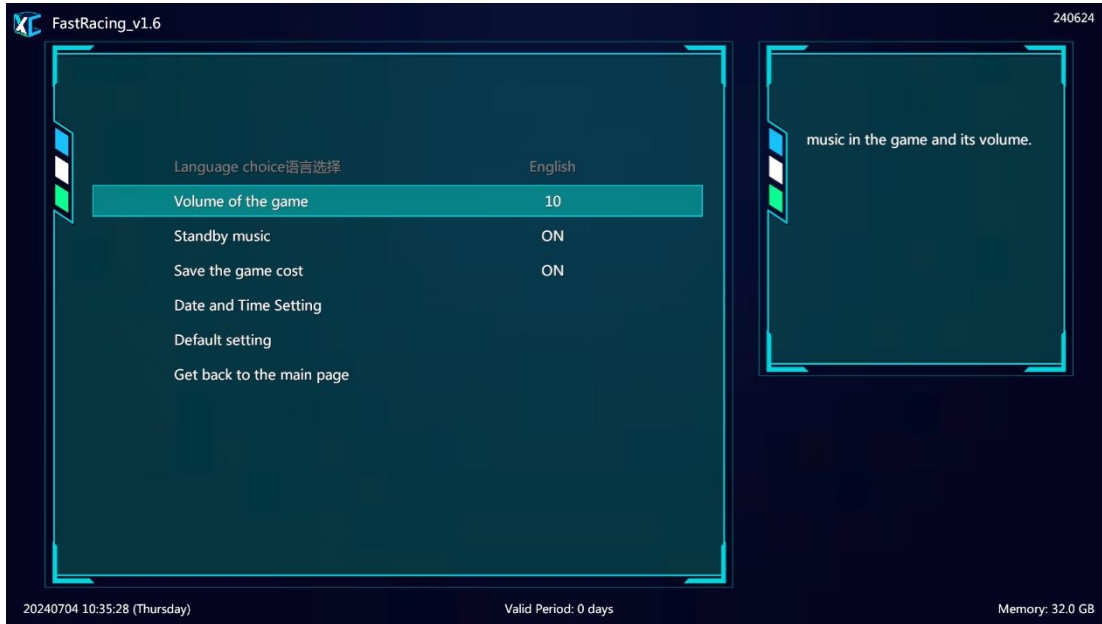 FastRacing_v1.6
240624
Language choice语言选择 English
Volume of the game 10
Standby music ON
Save the game cost ON
Date and Time Setting
Default setting
Get back to the main page
music in the game and its volume.
20240704 10:35:28 (Thursday)
Valid Period: 0 days
Memory: 32.0 GB